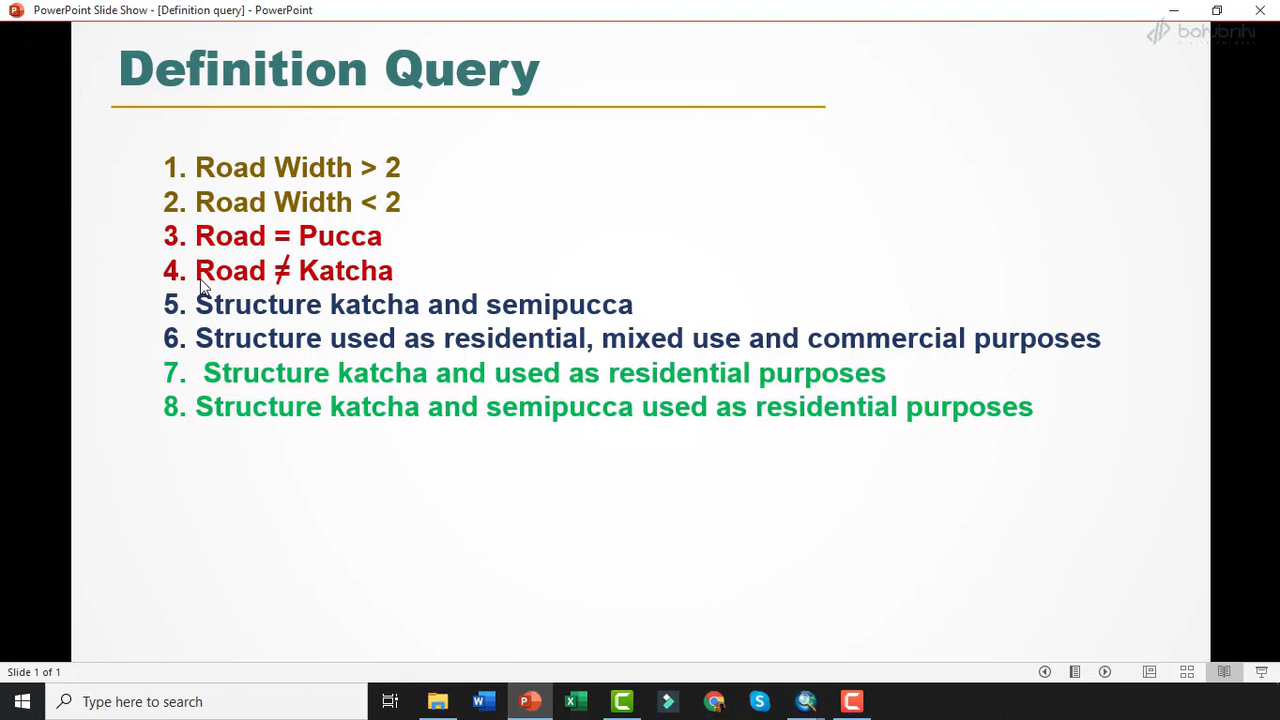 PowerPoint Slide Show - [Definition query] - PowerPoint
bohubrihi
Definition Query
1. Road Width > 2
2. Road Width < 2
3. Road = Pucca
4. Road ≠ Katcha
5. Structure katcha and semipucca
6. Structure used as residential, mixed use and commercial purposes
7. Structure katcha and used as residential purposes
8. Structure katcha and semipucca used as residential purposes
Slide 1 of 1
Type here to search